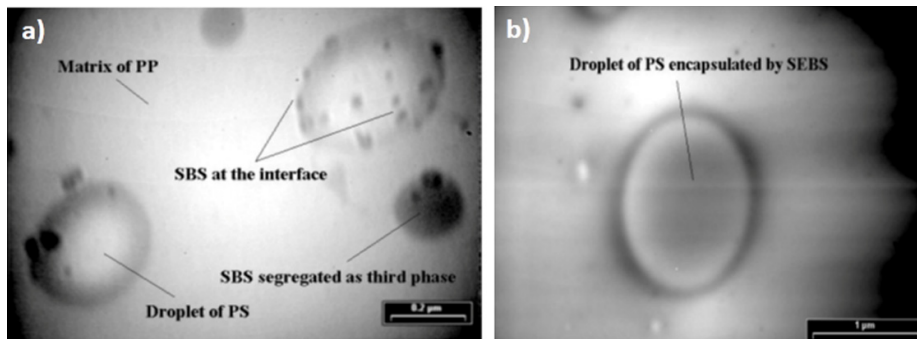 a)
Matrix of PP
SBS at the interface
SBS segregated as third phase
Droplet of PS
0.2 µm
b)
Droplet of PS encapsulated by SEBS
1 µm